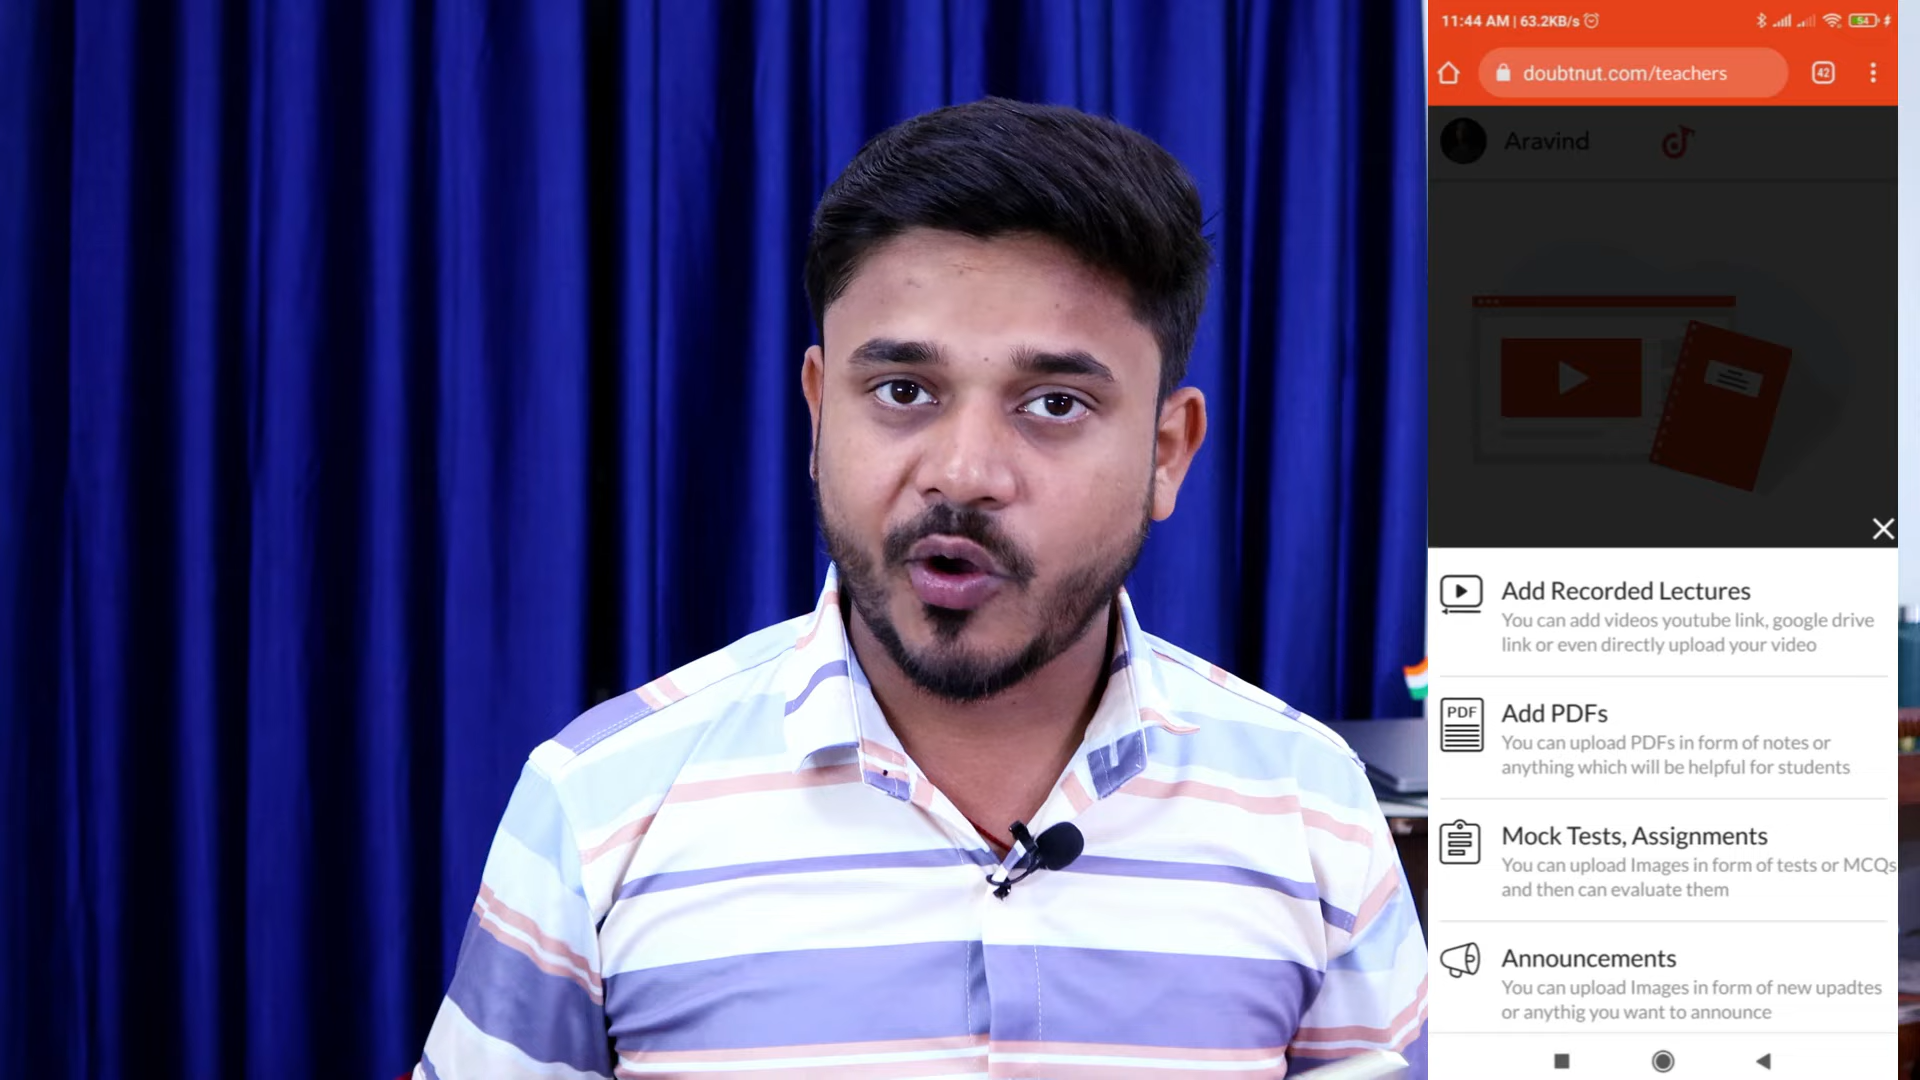 11:44 AM | 63.2KB/s
54
doubtnut.com/teachers
42
Aravind
Add Recorded Lectures
You can add videos youtube link, google drive
link or even directly upload your video
PDF
Add PDFs
You can upload PDFs in form of notes or
anything which will be helpful for students
Mock Tests, Assignments
You can upload Images in form of tests or MCQs
and then can evaluate them
Announcements
You can upload Images in form of new upadtes
or anythig you want to announce